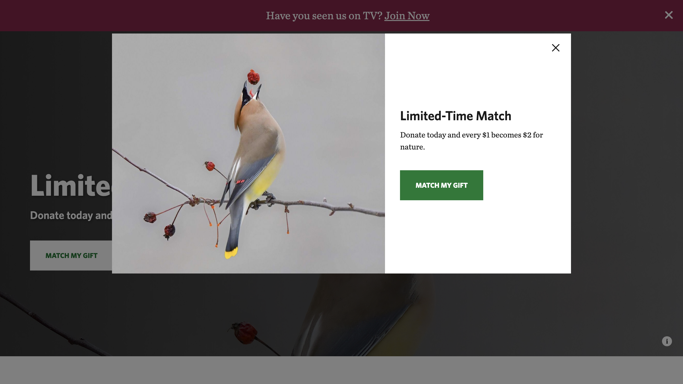 Have you seen us on TV? Join Now
Limited-Time Match
Donate today and every $1 becomes $2 for
nature.
MATCH MY GIFT
Limite
Donate today and
MATCH MY GIFT